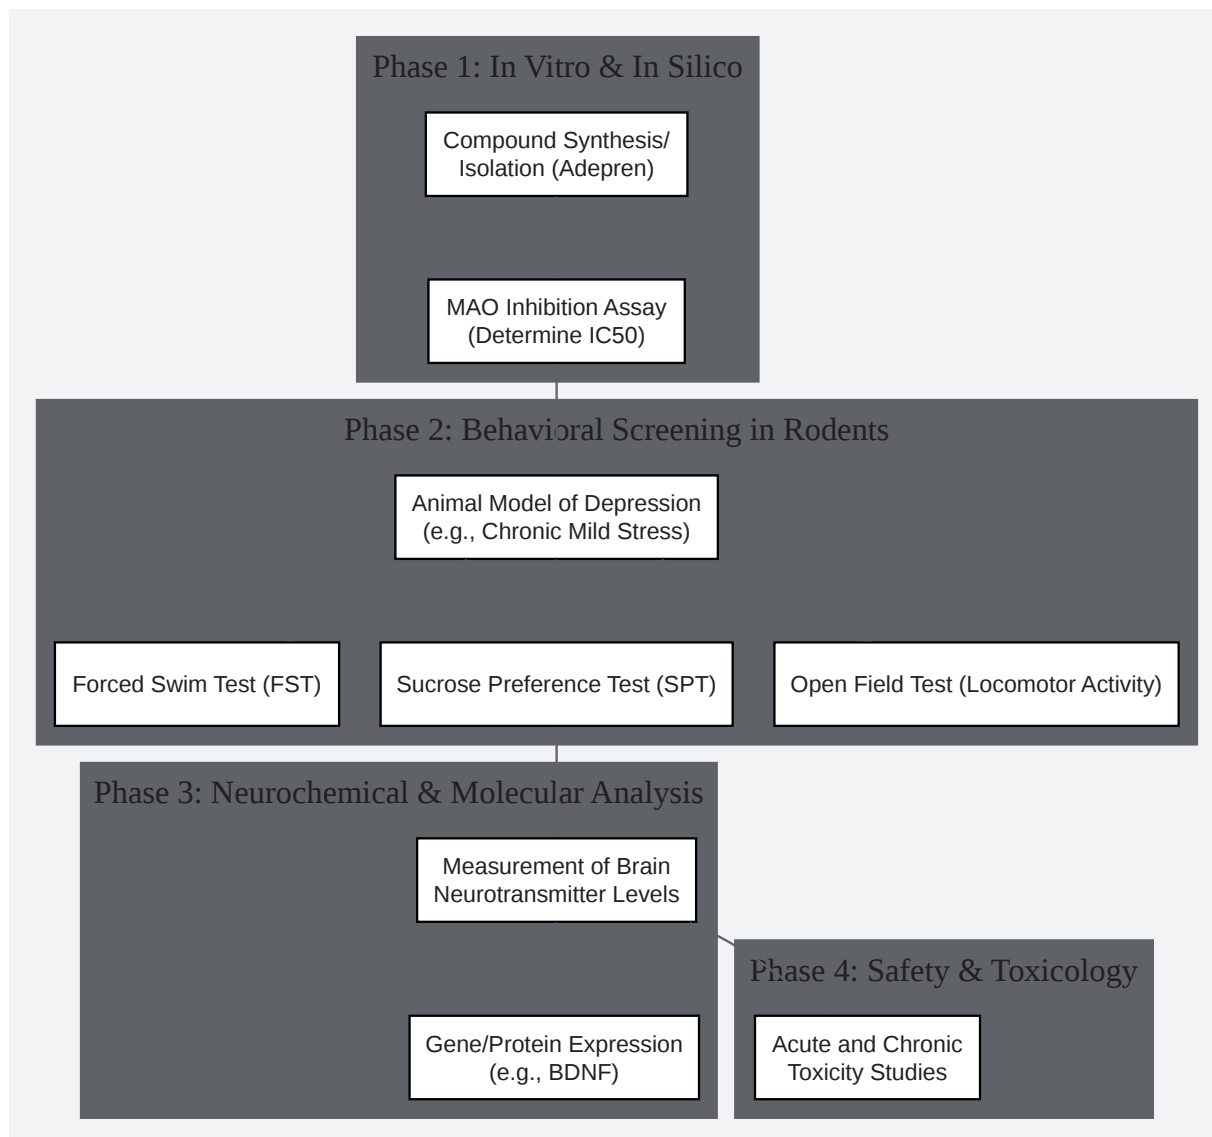 Phase 1: In Vitro & In Silico
Compound Synthesis/
Isolation (Adepren)
MAO Inhibition Assay
(Determine IC50)
Phase 2: Behavioral Screening in Rodents
Animal Model of Depression
(e.g., Chronic Mild Stress)
Forced Swim Test (FST)
Sucrose Preference Test (SPT)
Open Field Test (Locomotor Activity)
Phase 3: Neurochemical & Molecular Analysis
Measurement of Brain
Neurotransmitter Levels
Gene/Protein Expression
(e.g., BDNF)
Phase 4: Safety & Toxicology
Acute and Chronic
Toxicity Studies